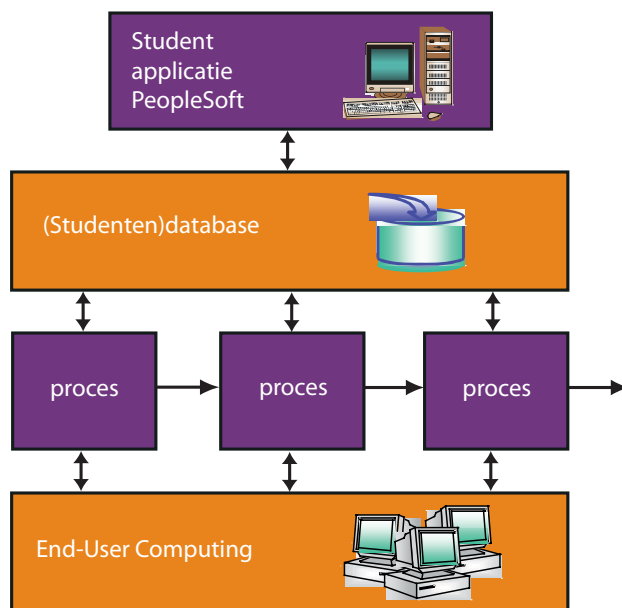 Student
applicatie
PeopleSoft
(Studenten)database
proces
proces
proces
End-User Computing